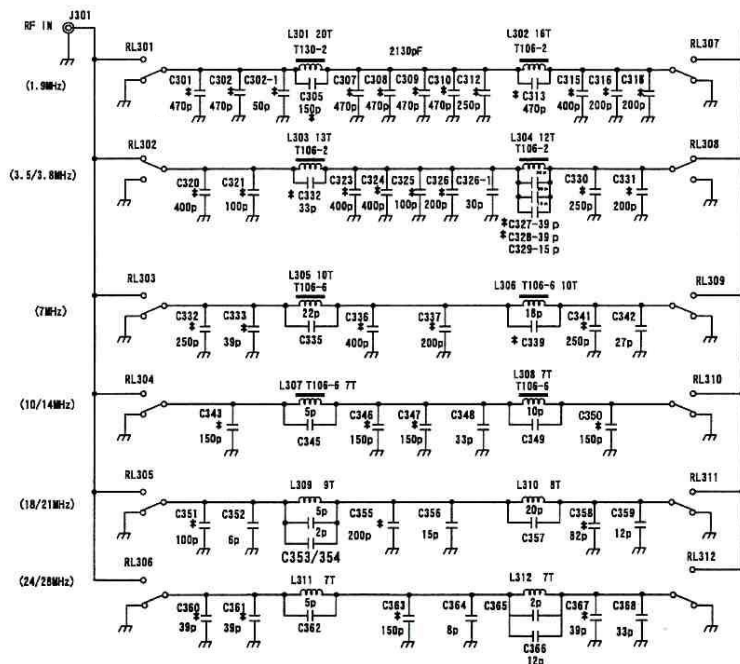 J301
RF IN
RL301
L301 20T
T130-2
2130pF
L302 16T
T106-2
RL307
(1.9MHz)
C301 C302 C302-1 C305 C307 C308 C309 C310 C312 C313 C315 C316 C316
* 470p * 470p 50p 150p * * 470p * 470p * 470p * 470p 250p * 470p * 400p * 200p * 200p
RL302
L303 13T
T106-2
L304 12T
T106-2
RL308
(3.5/3.8MHz)
C320 C321 *C332 C323 C324 C325 C326 C326-1 C330 C331
* 400p * 100p 33p * 400p * 400p * 100p * 200p 30p * 250p * 200p
*C327-39 p
*C328-39 p
C329-15 p
RL303
L305 10T
T106-6
L306 T106-6 10T
RL309
(7MHz)
22p 18p
C332 C333 C335 C336 C337 *C339 C341 C342
* 250p * 39p * 400p * 200p * 250p 27p
RL304
L307 T106-6 7T
L308 7T
T106-6
RL310
(10/14MHz)
5p 10p
C343 C345 C346 C347 C348 C349 C350
* 150p * 150p * 150p 33p * 150p
RL305
L309 9T
L310 8T
RL311
(18/21MHz)
5p 20p
2p
C351 C352 C355 C356 C357 C358 C359
* 100p 6p * 200p 15p * 82p 12p
C353/354
RL306
L311 7T
L312 7T
RL312
(24/28MHz)
5p 2p
C360 C361 C362 C363 C364 C365 C367 C368
* 39p * 39p * 150p 8p * 39p 33p
C366
12p